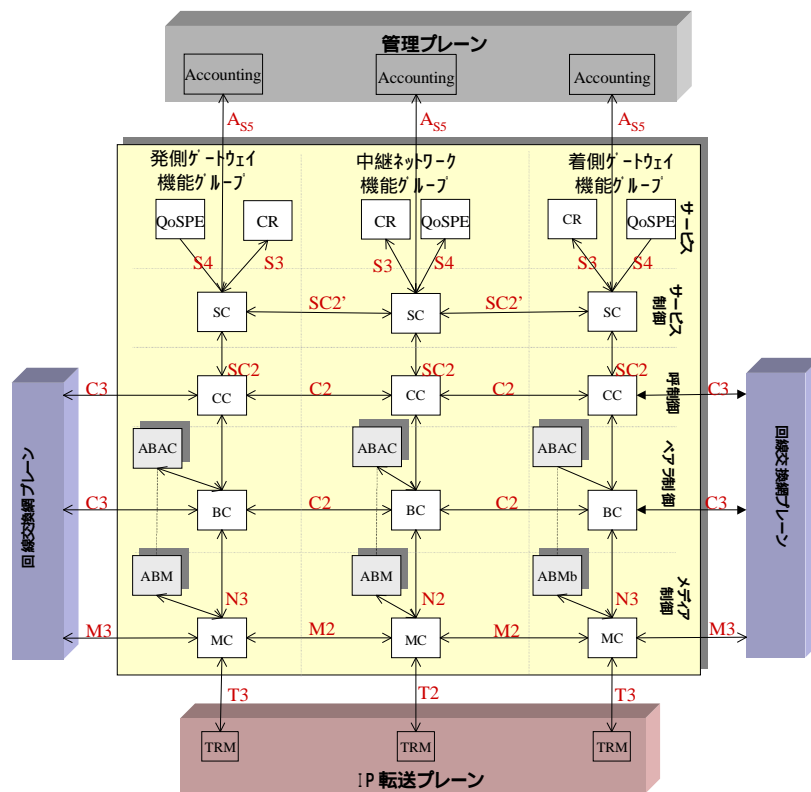 管理プレーン
Accounting
Accounting
Accounting
A_S5
A_S5
A_S5
発側ゲートウェイ
機能グループ
中継ネットワーク
機能グループ
着側ゲートウェイ
機能グループ
サービス
QoSPE
CR
CR
QoSPE
CR
QoSPE
S4
S3
S3
S4
S3
S4
サービス
制御
SC
SC2’
SC
SC2’
SC
SC2
SC2
SC2
呼制御
C3
CC
C2
CC
C2
CC
C3
ベアラ制御
ABAC
ABAC
ABAC
C3
BC
C2
BC
C2
BC
C3
メディア
制御
ABM
ABM
ABMb
N3
N2
N3
M3
MC
M2
MC
M2
MC
M3
回線交換網プレーン
回線交換網プレーン
T3
T2
T3
TRM
TRM
TRM
IP転送プレーン